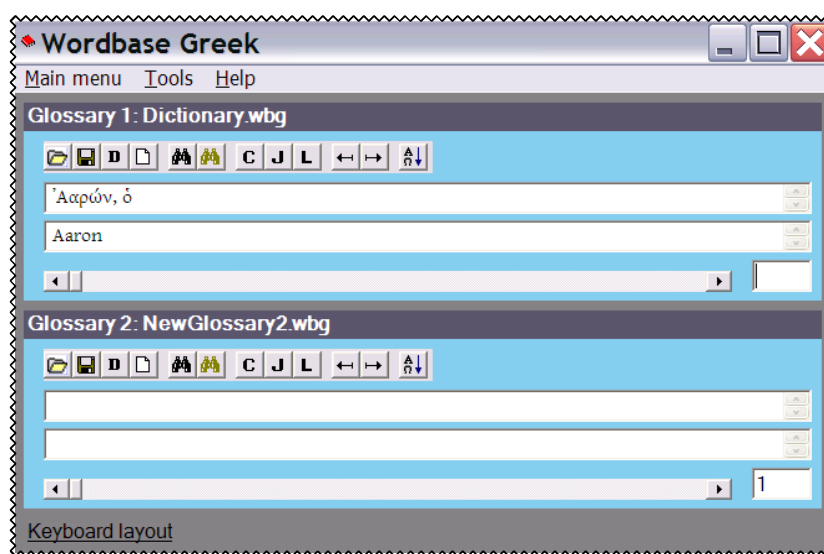 Wordbase Greek
Main menu Tools Help
Glossary 1: Dictionary.wbg
D C J L Α Ω
Ἀαρών, ὁ
Aaron
Glossary 2: NewGlossary2.wbg
D C J L Α Ω
1
Keyboard layout